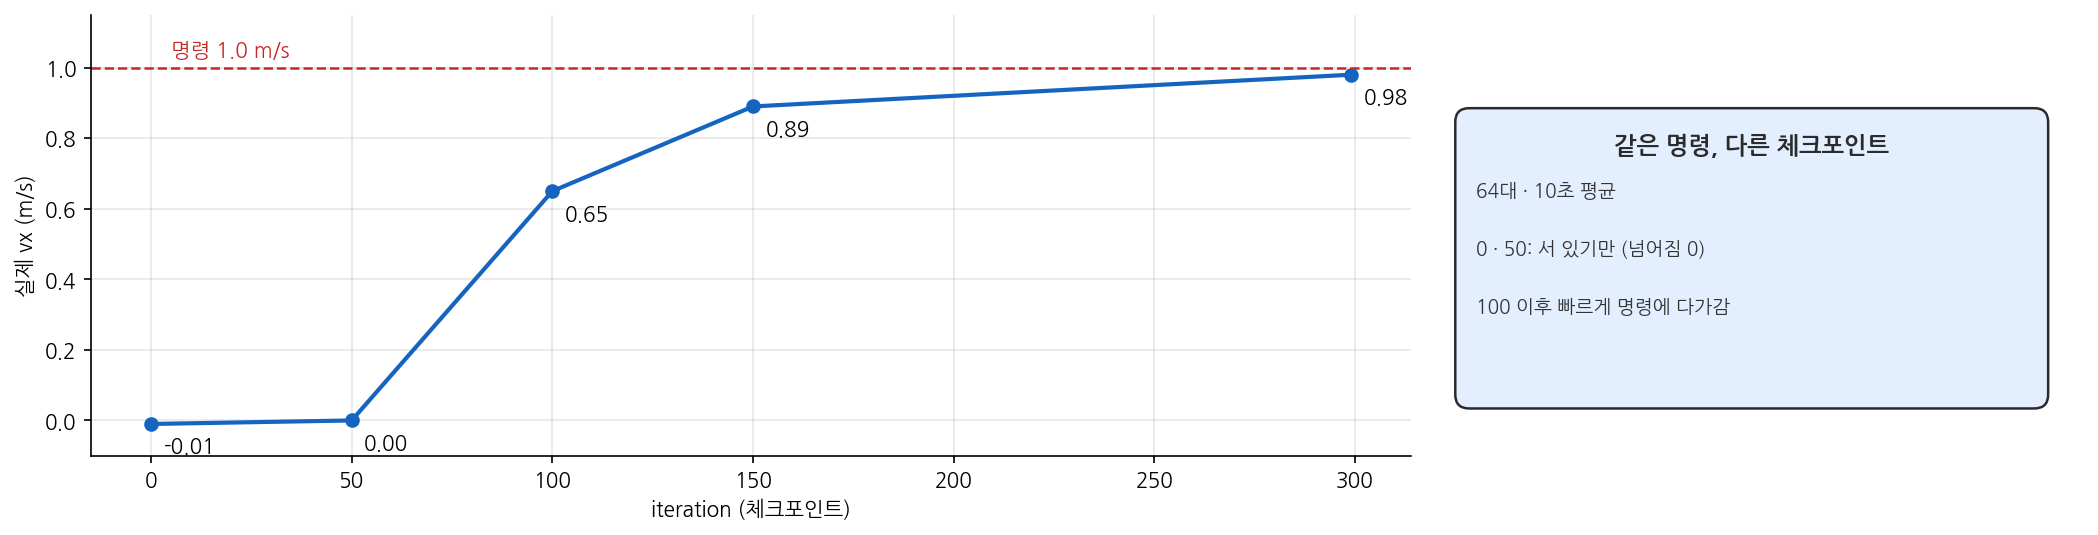 명령 1.0 m/s
1.0
0.8
0.6
0.4
0.2
0.0
실제 vx (m/s)
-0.01
0.00
0.65
0.89
0.98
0
50
100
150
200
250
300
iteration (체크포인트)
같은 명령, 다른 체크포인트
64대 · 10초 평균
0 · 50: 서 있기만 (넘어짐 0)
100 이후 빠르게 명령에 다가감